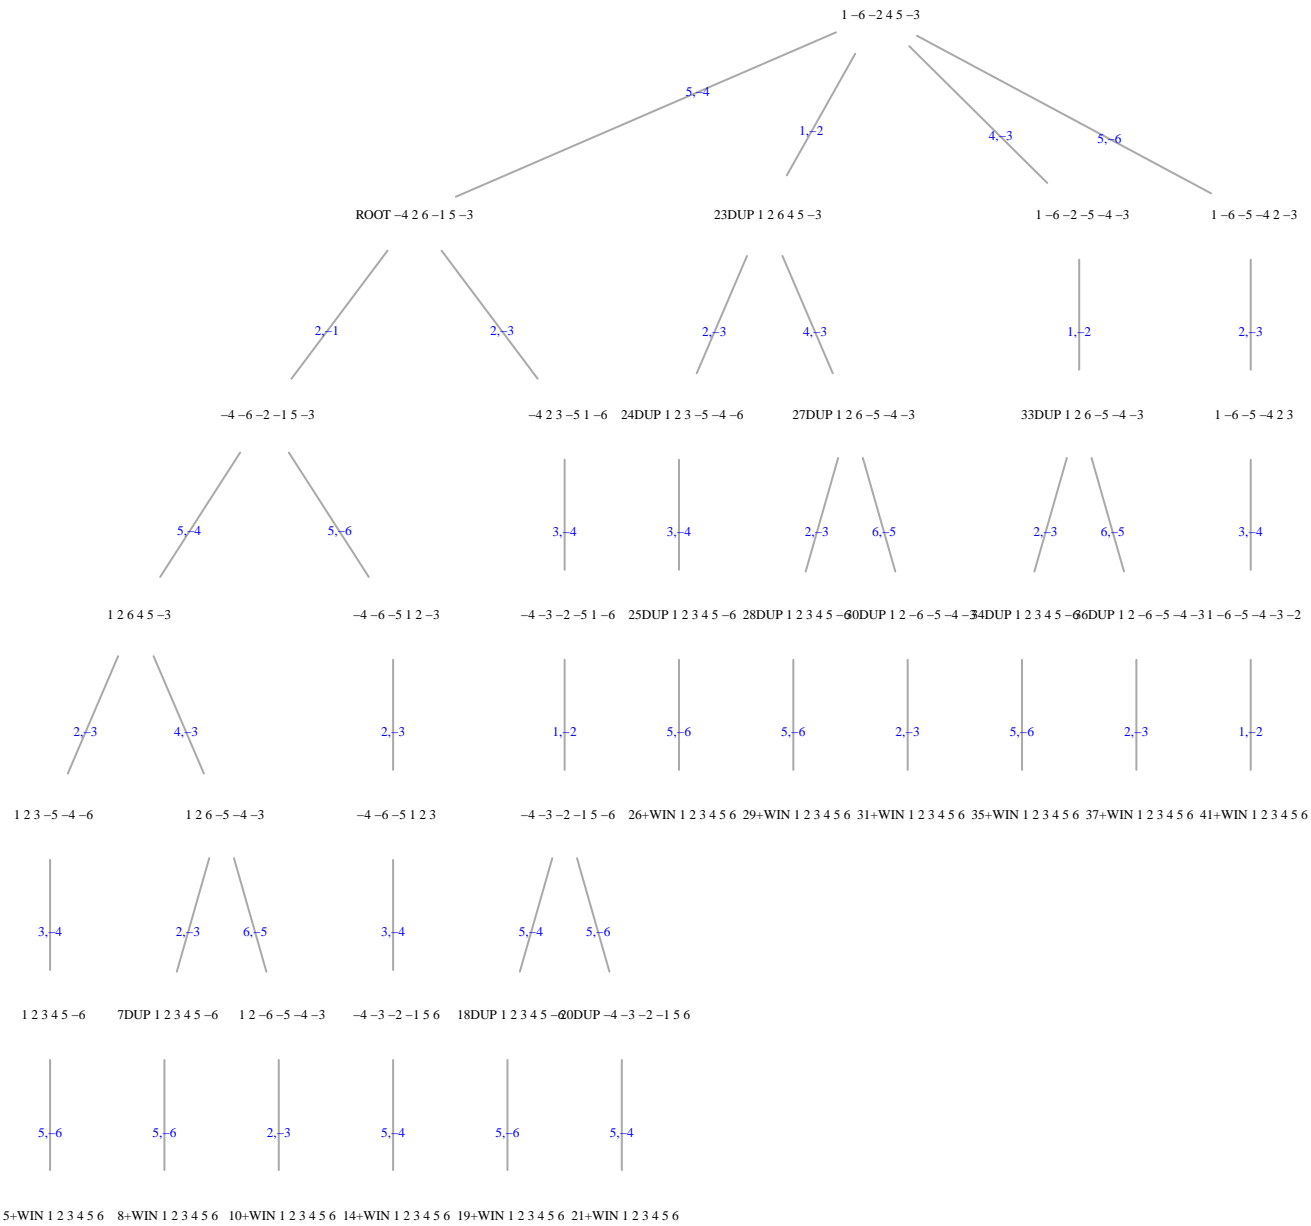 1 −6 −2 4 5 −3
5,−4
1,−2
4,−3
5,−6
ROOT −4 2 6 −1 5 −3
23DUP 1 2 6 4 5 −3
1 −6 −2 −5 −4 −3
1 −6 −5 −4 2 −3
2,−1
2,−3
2,−3
4,−3
1,−2
2,−3
−4 −6 −2 −1 5 −3
−4 2 3 −5 1 −6
24DUP 1 2 3 −5 −4 −6
27DUP 1 2 6 −5 −4 −3
33DUP 1 2 6 −5 −4 −3
1 −6 −5 −4 2 3
5,−4
5,−6
3,−4
3,−4
2,−3
6,−5
2,−3
6,−5
3,−4
1 2 6 4 5 −3
−4 −6 −5 1 2 −3
−4 −3 −2 −5 1 −6
25DUP 1 2 3 4 5 −6
28DUP 1 2 3 4 5 −6
30DUP 1 2 −6 −5 −4 −3
34DUP 1 2 3 4 5 −6
36DUP 1 2 −6 −5 −4 −3
1 −6 −5 −4 −3 −2
2,−3
4,−3
2,−3
1,−2
5,−6
5,−6
2,−3
5,−6
2,−3
1,−2
1 2 3 −5 −4 −6
1 2 6 −5 −4 −3
−4 −6 −5 1 2 3
−4 −3 −2 −1 5 −6
26+WIN 1 2 3 4 5 6
29+WIN 1 2 3 4 5 6
31+WIN 1 2 3 4 5 6
35+WIN 1 2 3 4 5 6
37+WIN 1 2 3 4 5 6
41+WIN 1 2 3 4 5 6
3,−4
2,−3
6,−5
3,−4
5,−4
5,−6
1 2 3 4 5 −6
7DUP 1 2 3 4 5 −6
1 2 −6 −5 −4 −3
−4 −3 −2 −1 5 6
18DUP 1 2 3 4 5 −6
20DUP −4 −3 −2 −1 5 6
5,−6
5,−6
2,−3
5,−4
5,−6
5,−4
5+WIN 1 2 3 4 5 6
8+WIN 1 2 3 4 5 6
10+WIN 1 2 3 4 5 6
14+WIN 1 2 3 4 5 6
19+WIN 1 2 3 4 5 6
21+WIN 1 2 3 4 5 6